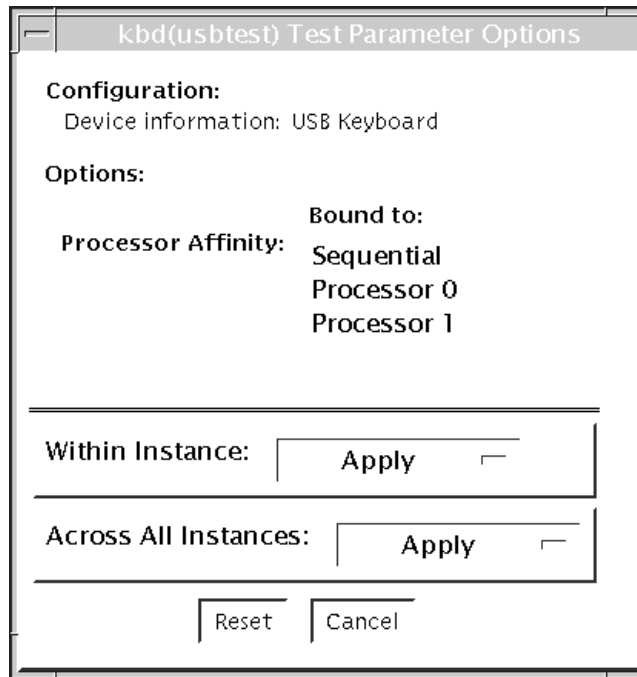 kbd(usbtest) Test Parameter Options
Configuration:
Device information: USB Keyboard
Options:
Bound to:
Processor Affinity:
Sequential
Processor 0
Processor 1
Within Instance: Apply
Across All Instances: Apply
Reset Cancel